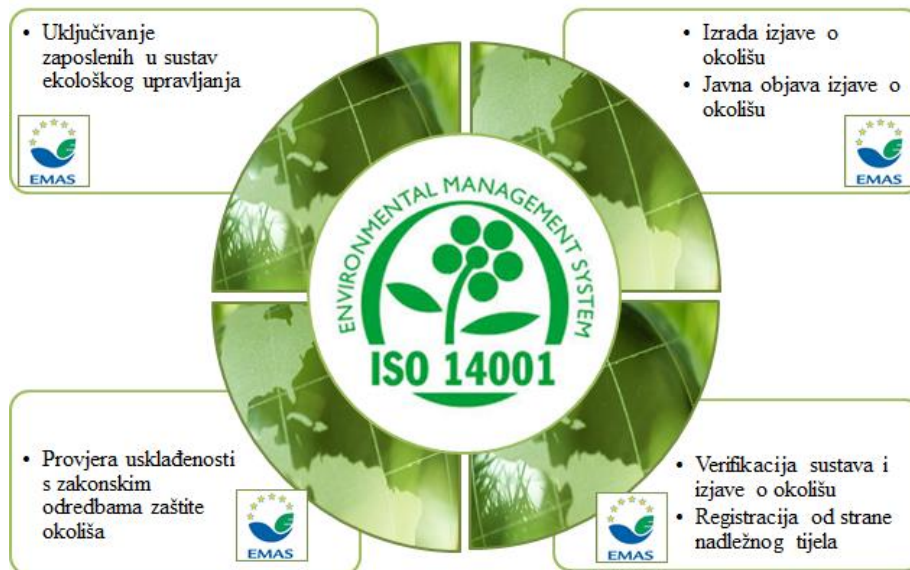 • Uključivanje
zaposlenih u sustav
ekološkog upravljanja
EMAS
• Izrada izjave o
okolišu
• Javna objava izjave o
okolišu
EMAS
ENVIRONMENTAL MANAGEMENT SYSTEM
ISO 14001
• Provjera usklađenosti
s zakonskim
odredbama zaštite
okoliša
EMAS
• Verifikacija sustava i
izjave o okolišu
• Registracija od strane
nadležnog tijela
EMAS